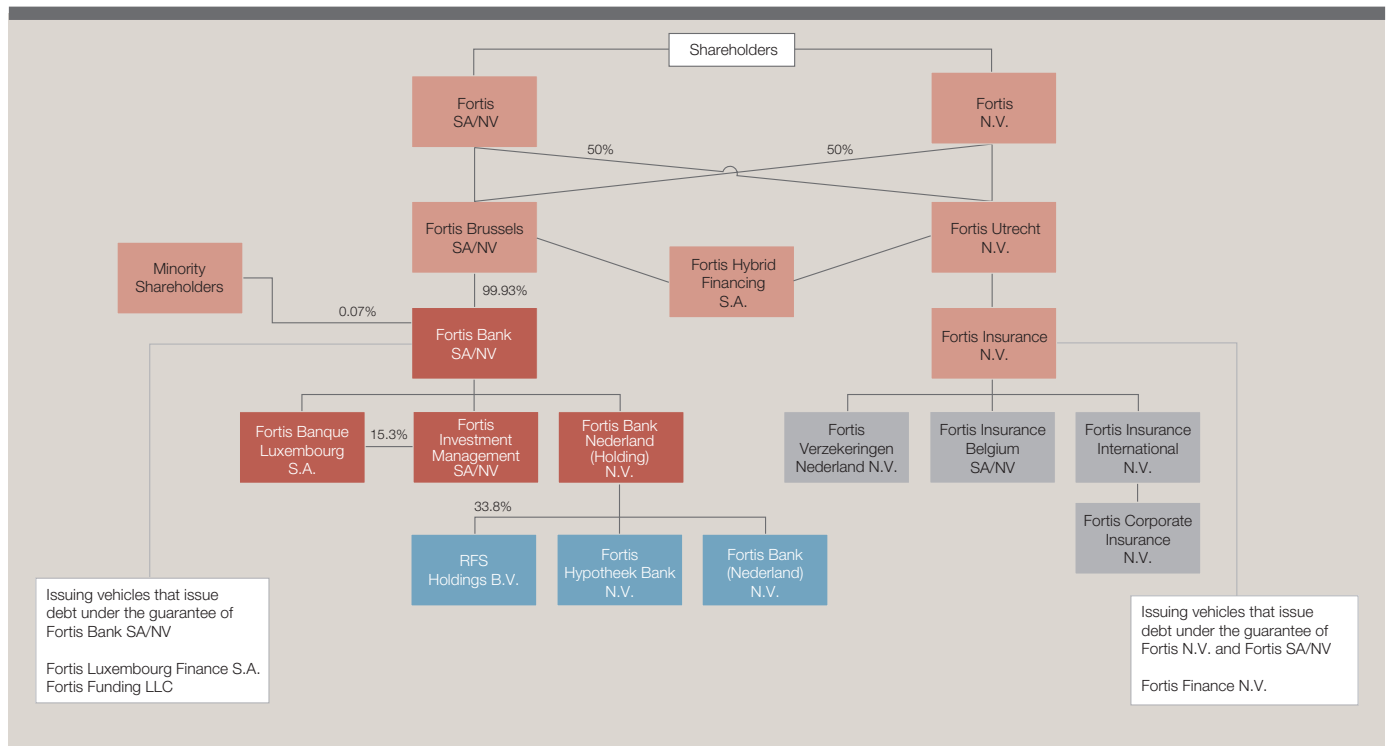 Shareholders
Fortis
SA/NV
Fortis
N.V.
50%
50%
Fortis Brussels
SA/NV
Fortis Utrecht
N.V.
Minority
Shareholders
Fortis Hybrid
Financing
S.A.
99.93%
0.07%
Fortis Bank
SA/NV
Fortis Insurance
N.V.
Fortis Banque
Luxembourg
S.A.
15.3%
Fortis
Investment
Management
SA/NV
Fortis Bank
Nederland
(Holding)
N.V.
Fortis
Verzekeringen
Nederland N.V.
Fortis Insurance
Belgium
SA/NV
Fortis Insurance
International
N.V.
33.8%
RFS
Holdings B.V.
Fortis
Hypotheek Bank
N.V.
Fortis Bank
(Nederland)
N.V.
Fortis Corporate
Insurance
N.V.
Issuing vehicles that issue
debt under the guarantee of
Fortis Bank SA/NV
Fortis Luxembourg Finance S.A.
Fortis Funding LLC
Issuing vehicles that issue
debt under the guarantee of
Fortis N.V. and Fortis SA/NV
Fortis Finance N.V.